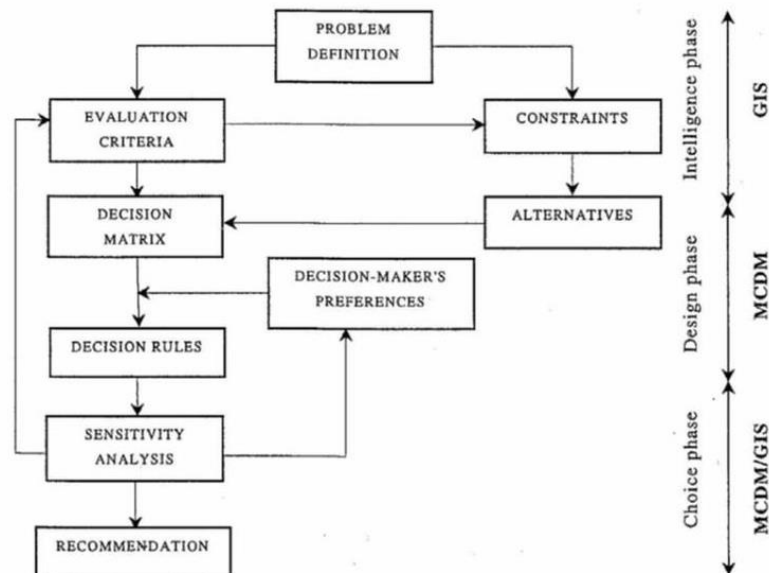 PROBLEM
DEFINITION
EVALUATION
CRITERIA
CONSTRAINTS
DECISION
MATRIX
ALTERNATIVES
DECISION-MAKER'S
PREFERENCES
DECISION RULES
SENSITIVITY
ANALYSIS
RECOMMENDATION
Intelligence phase
GIS
Design phase
MCDM
Choice phase
MCDM/GIS